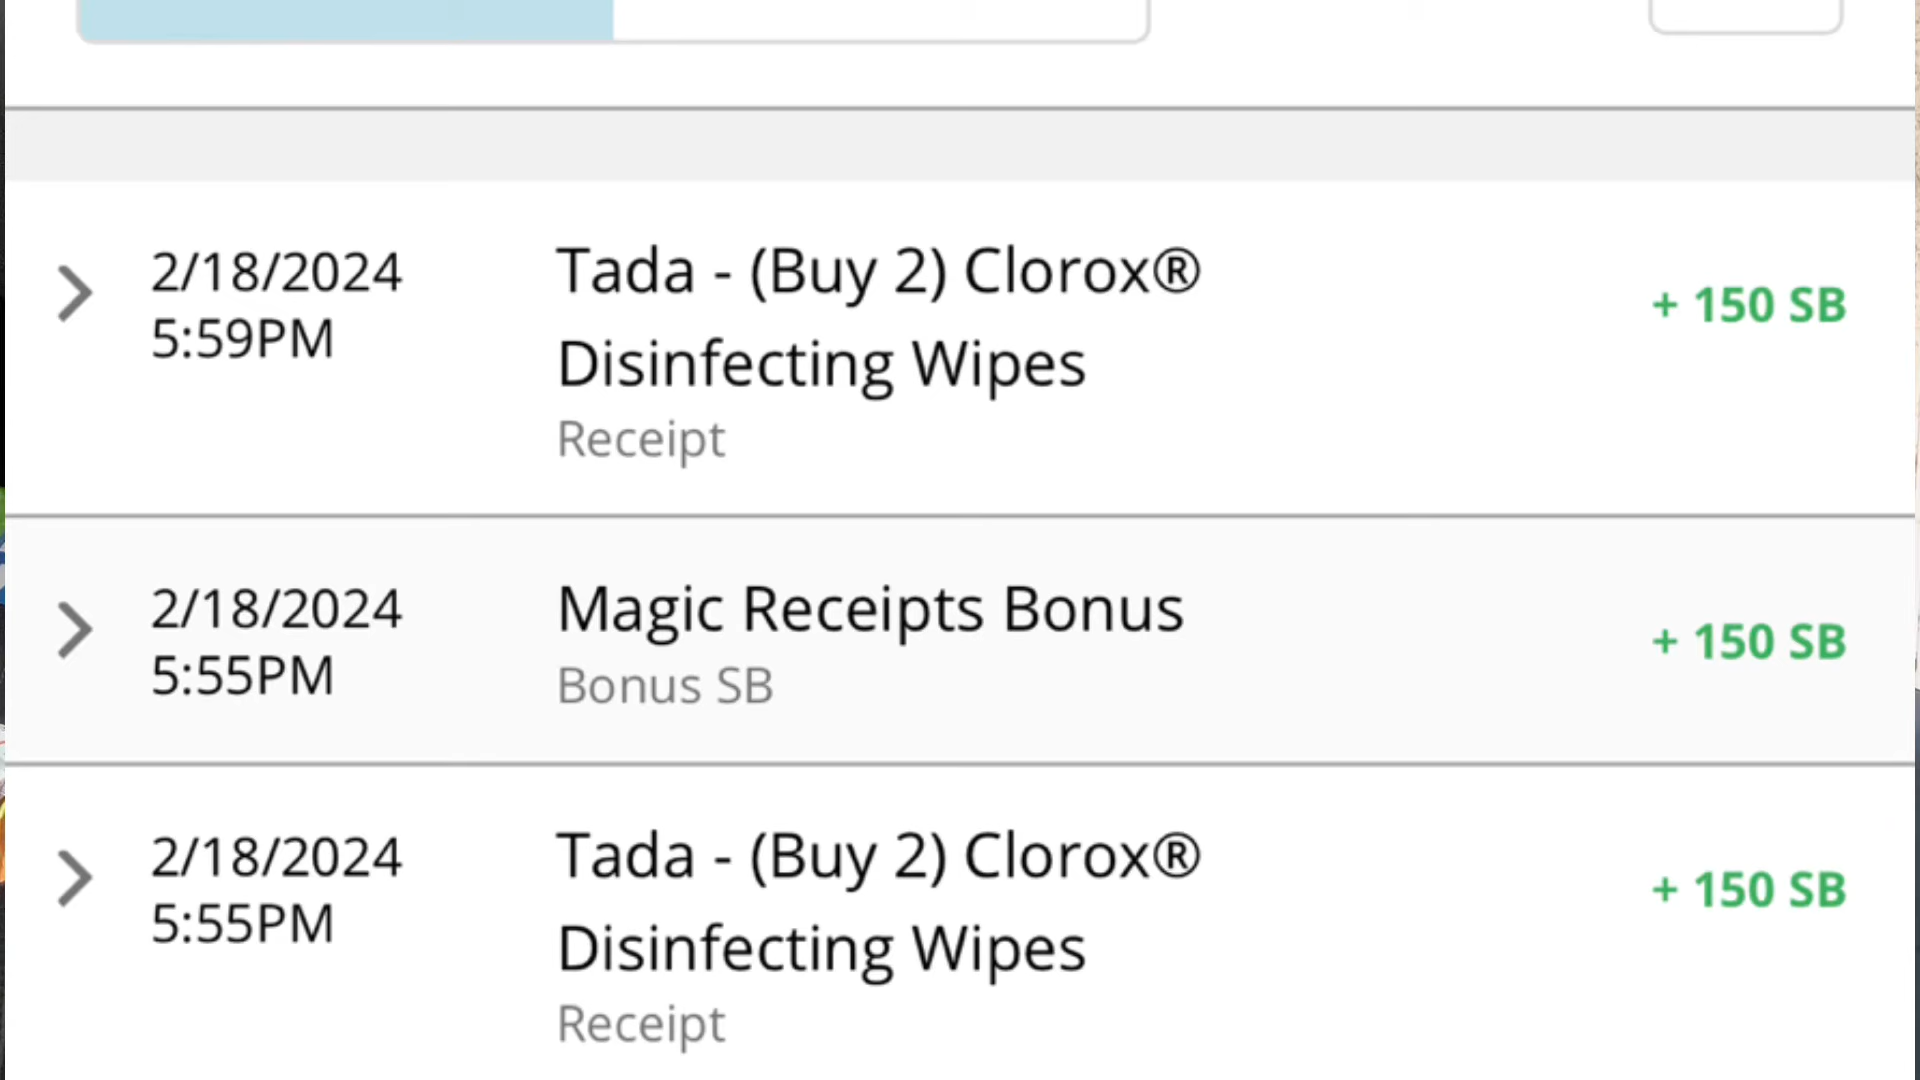 2/18/2024
5:59PM
Tada - (Buy 2) Clorox®
Disinfecting Wipes
Receipt
+ 150 SB
2/18/2024
5:55PM
Magic Receipts Bonus
Bonus SB
+ 150 SB
2/18/2024
5:55PM
Tada - (Buy 2) Clorox®
Disinfecting Wipes
Receipt
+ 150 SB